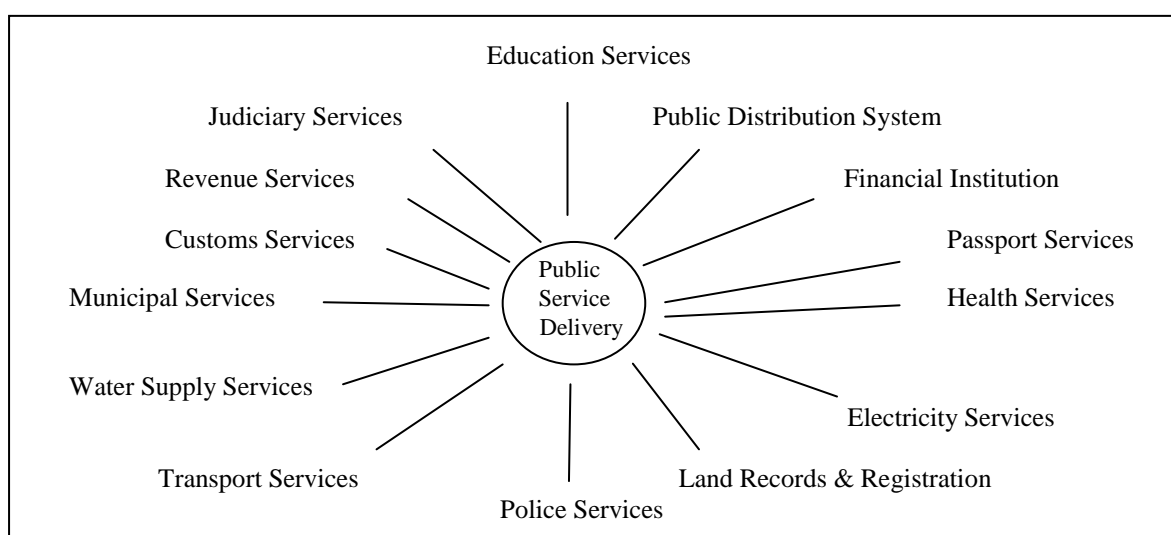 Education Services
Judiciary Services
Public Distribution System
Revenue Services
Financial Institution
Customs Services
Passport Services
Public
Service
Delivery
Municipal Services
Health Services
Water Supply Services
Electricity Services
Transport Services
Land Records & Registration
Police Services